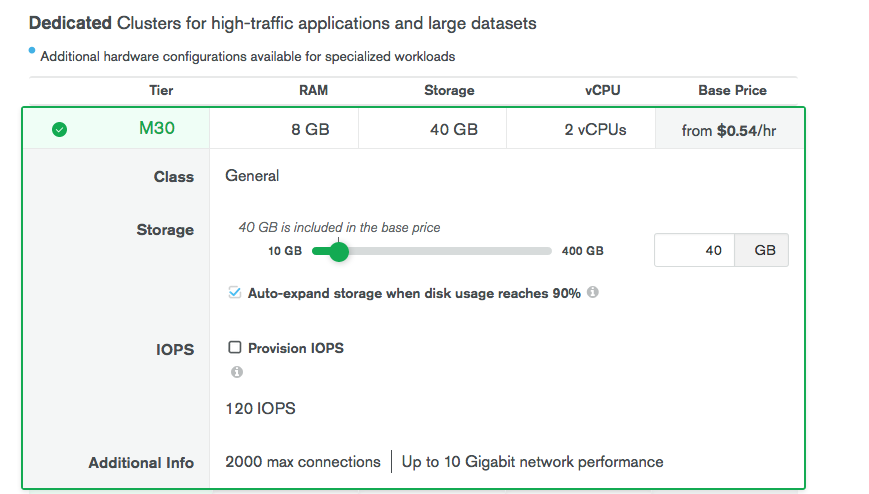 Dedicated Clusters for high-traffic applications and large datasets
Additional hardware configurations available for specialized workloads
Tier RAM Storage vCPU Base Price
M30 8 GB 40 GB 2 vCPUs from $0.54/hr
Class General
Storage 40 GB is included in the base price
10 GB 400 GB 40 GB
Auto-expand storage when disk usage reaches 90%
IOPS Provision IOPS
120 IOPS
Additional Info 2000 max connections Up to 10 Gigabit network performance